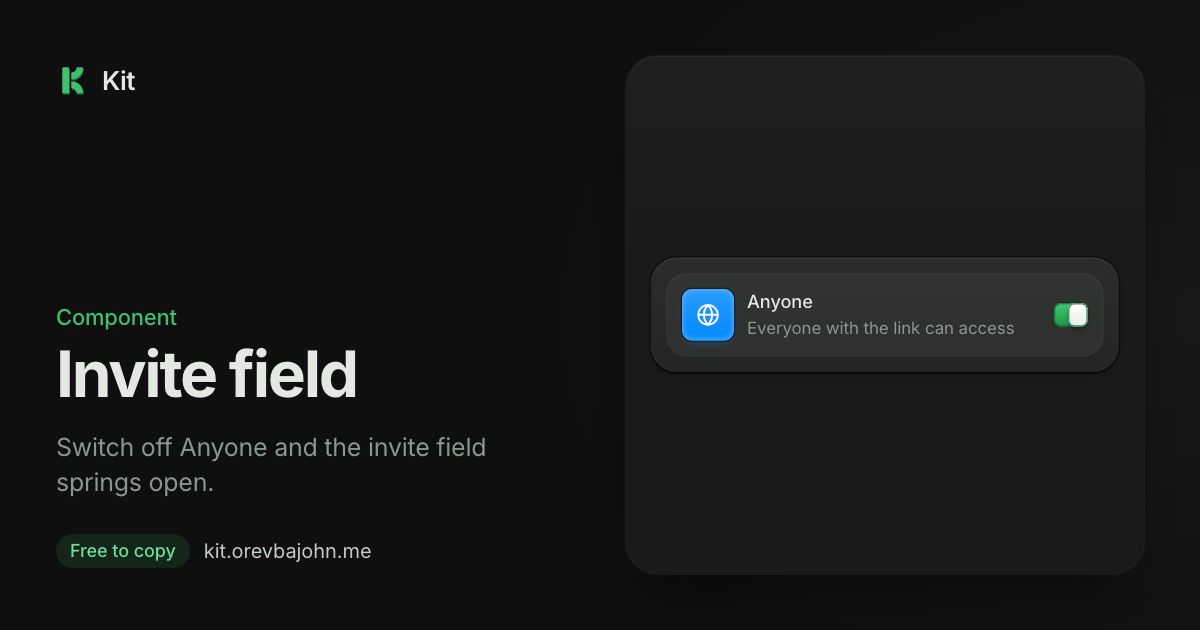 Kit
Component
Invite field
Switch off Anyone and the invite field
springs open.
Free to copy
kit.orevbajohn.me
Anyone
Everyone with the link can access